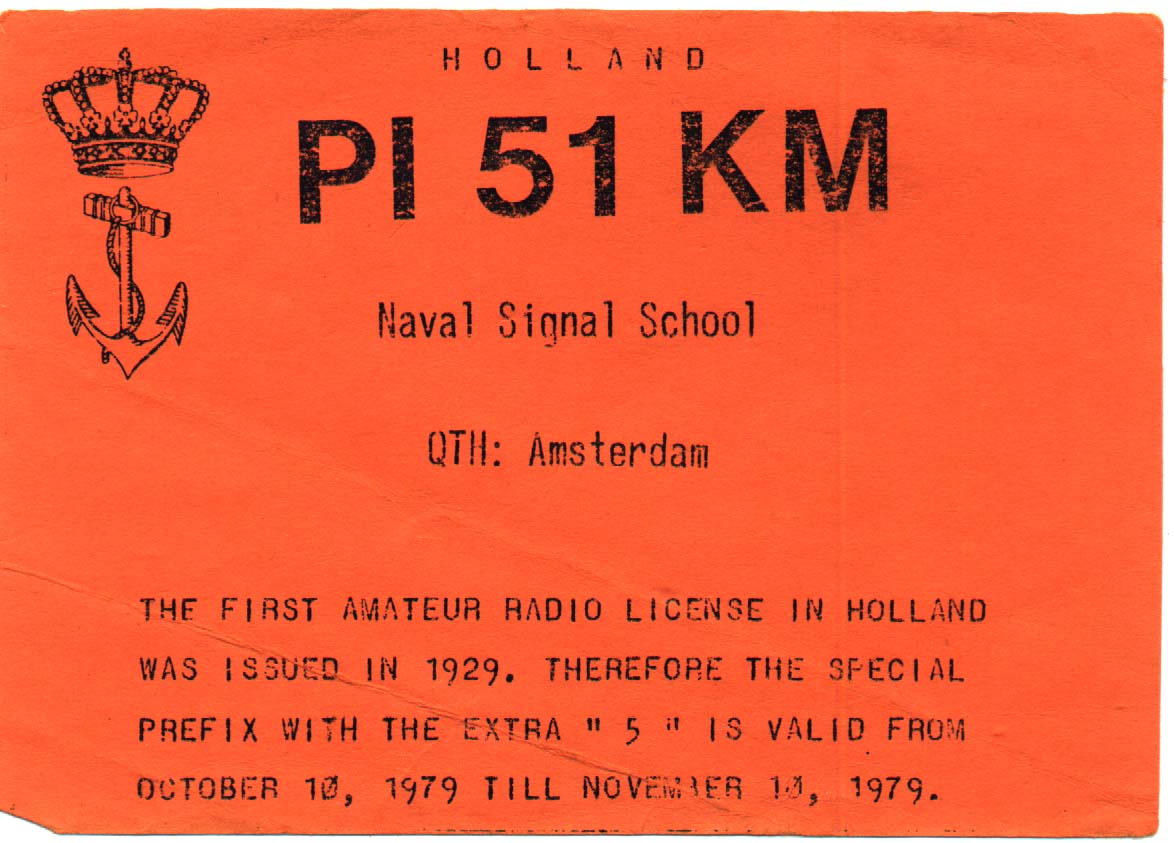 HOLLAND
PI 51 KM
Naval Signal School
QTH: Amsterdam
THE FIRST AMATEUR RADIO LICENSE IN HOLLAND
WAS ISSUED IN 1929. THEREFORE THE SPECIAL
PREFIX WITH THE EXTRA " 5 " IS VALID FROM
OCTOBER 1Ø, 1979 TILL NOVEMBER 1Ø, 1979.